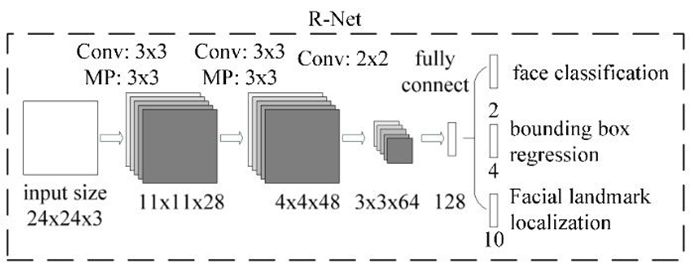 R-Net
Conv: 3x3
MP: 3x3
Conv: 3x3
MP: 3x3
Conv: 2x2
fully
connect
input size
24x24x3
11x11x28
4x4x48
3x3x64
128
face classification
2
bounding box
regression
4
Facial landmark
localization
10